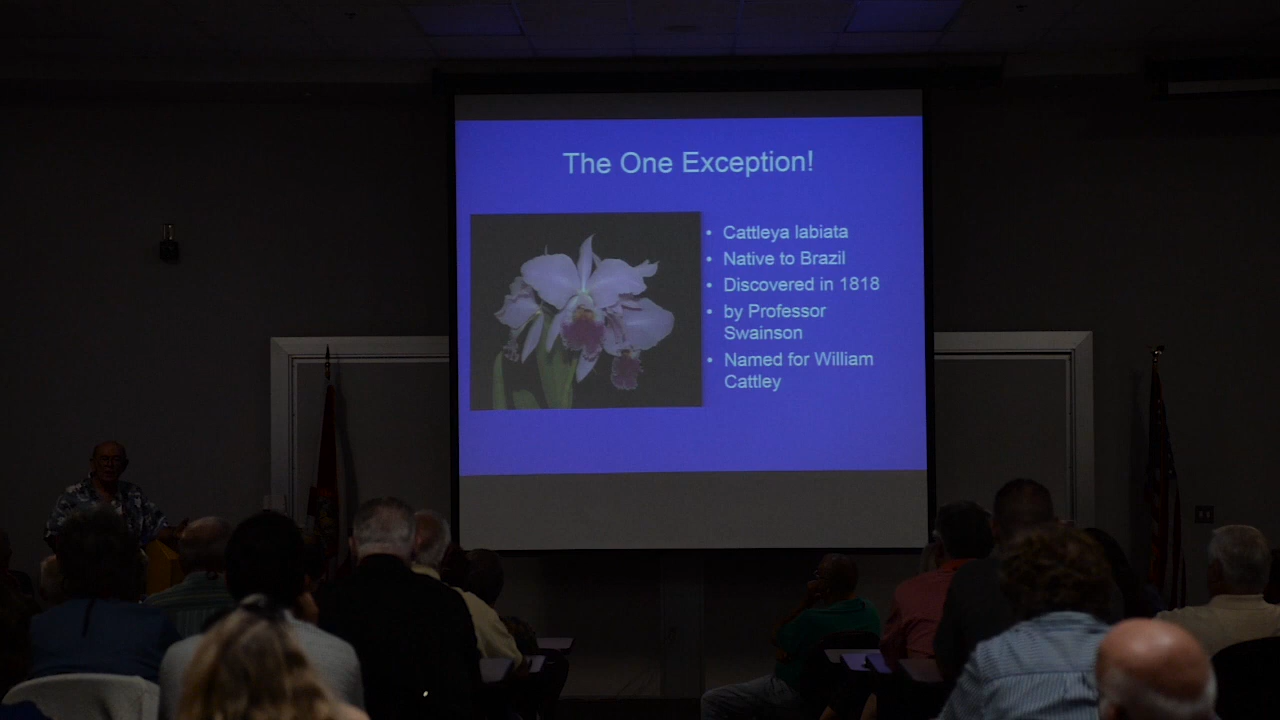 The One Exception!
• Cattleya labiata
• Native to Brazil
• Discovered in 1818
• by Professor
Swainson
• Named for William
Cattley